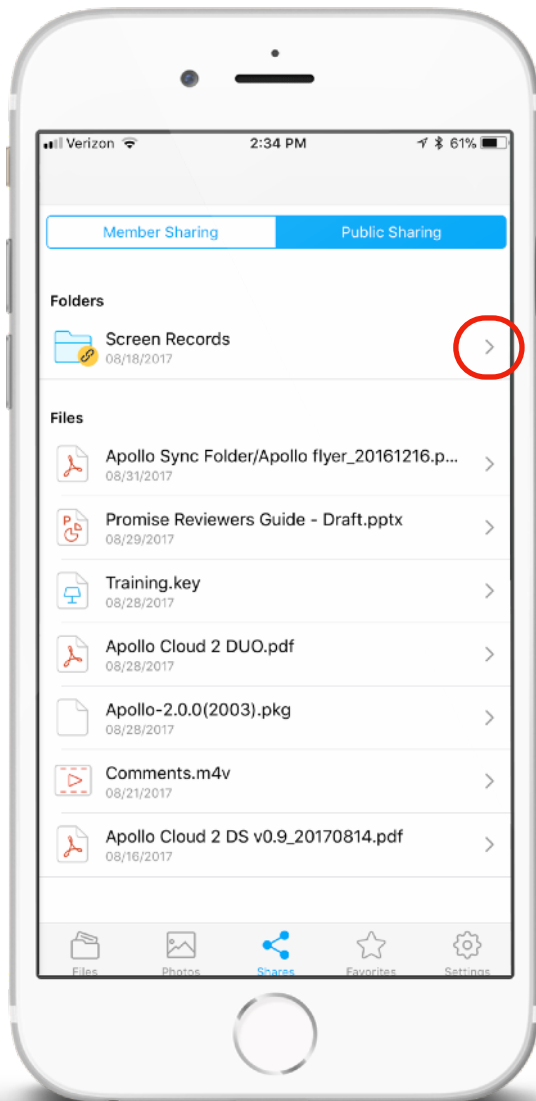 Verizon 2:34 PM 61%
Member Sharing Public Sharing
Folders
Screen Records
08/18/2017
Files
Apollo Sync Folder/Apollo flyer_20161216.p...
08/31/2017
Promise Reviewers Guide - Draft.pptx
08/29/2017
Training.key
08/28/2017
Apollo Cloud 2 DUO.pdf
08/28/2017
Apollo-2.0.0(2003).pkg
08/28/2017
Comments.m4v
08/21/2017
Apollo Cloud 2 DS v0.9_20170814.pdf
08/16/2017
Files Photos Shares Favorites Settings